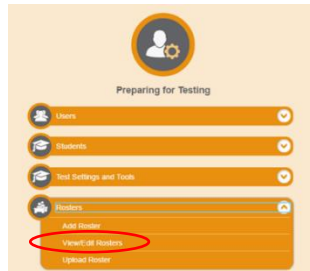 Preparing for Testing
Users
Students
Test Settings and Tools
Rosters
Add Roster
View/Edit Rosters
Upload Roster